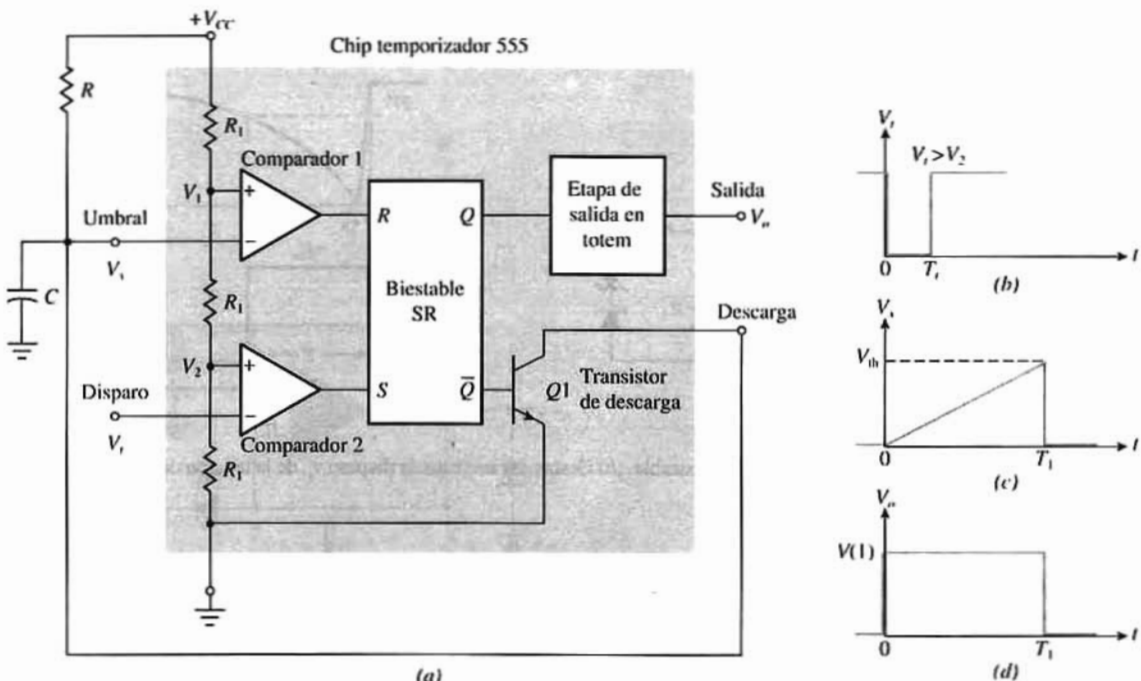 +V_CC
Chip temporizador 555
R
R_1
Comparador 1
V_1
+
−
Umbral
V_s
C
R
Q
Biestable
SR
S
Q̅
Etapa de
salida en
totem
Salida
V_o
R_1
V_2
+
−
Disparo
V_t
Comparador 2
R_1
Descarga
Q1
Transistor
de descarga
(a)
V_t
V_t > V_2
0
T_t
t
(b)
V_s
V_th
0
T_1
t
(c)
V_o
V(1)
0
T_1
t
(d)